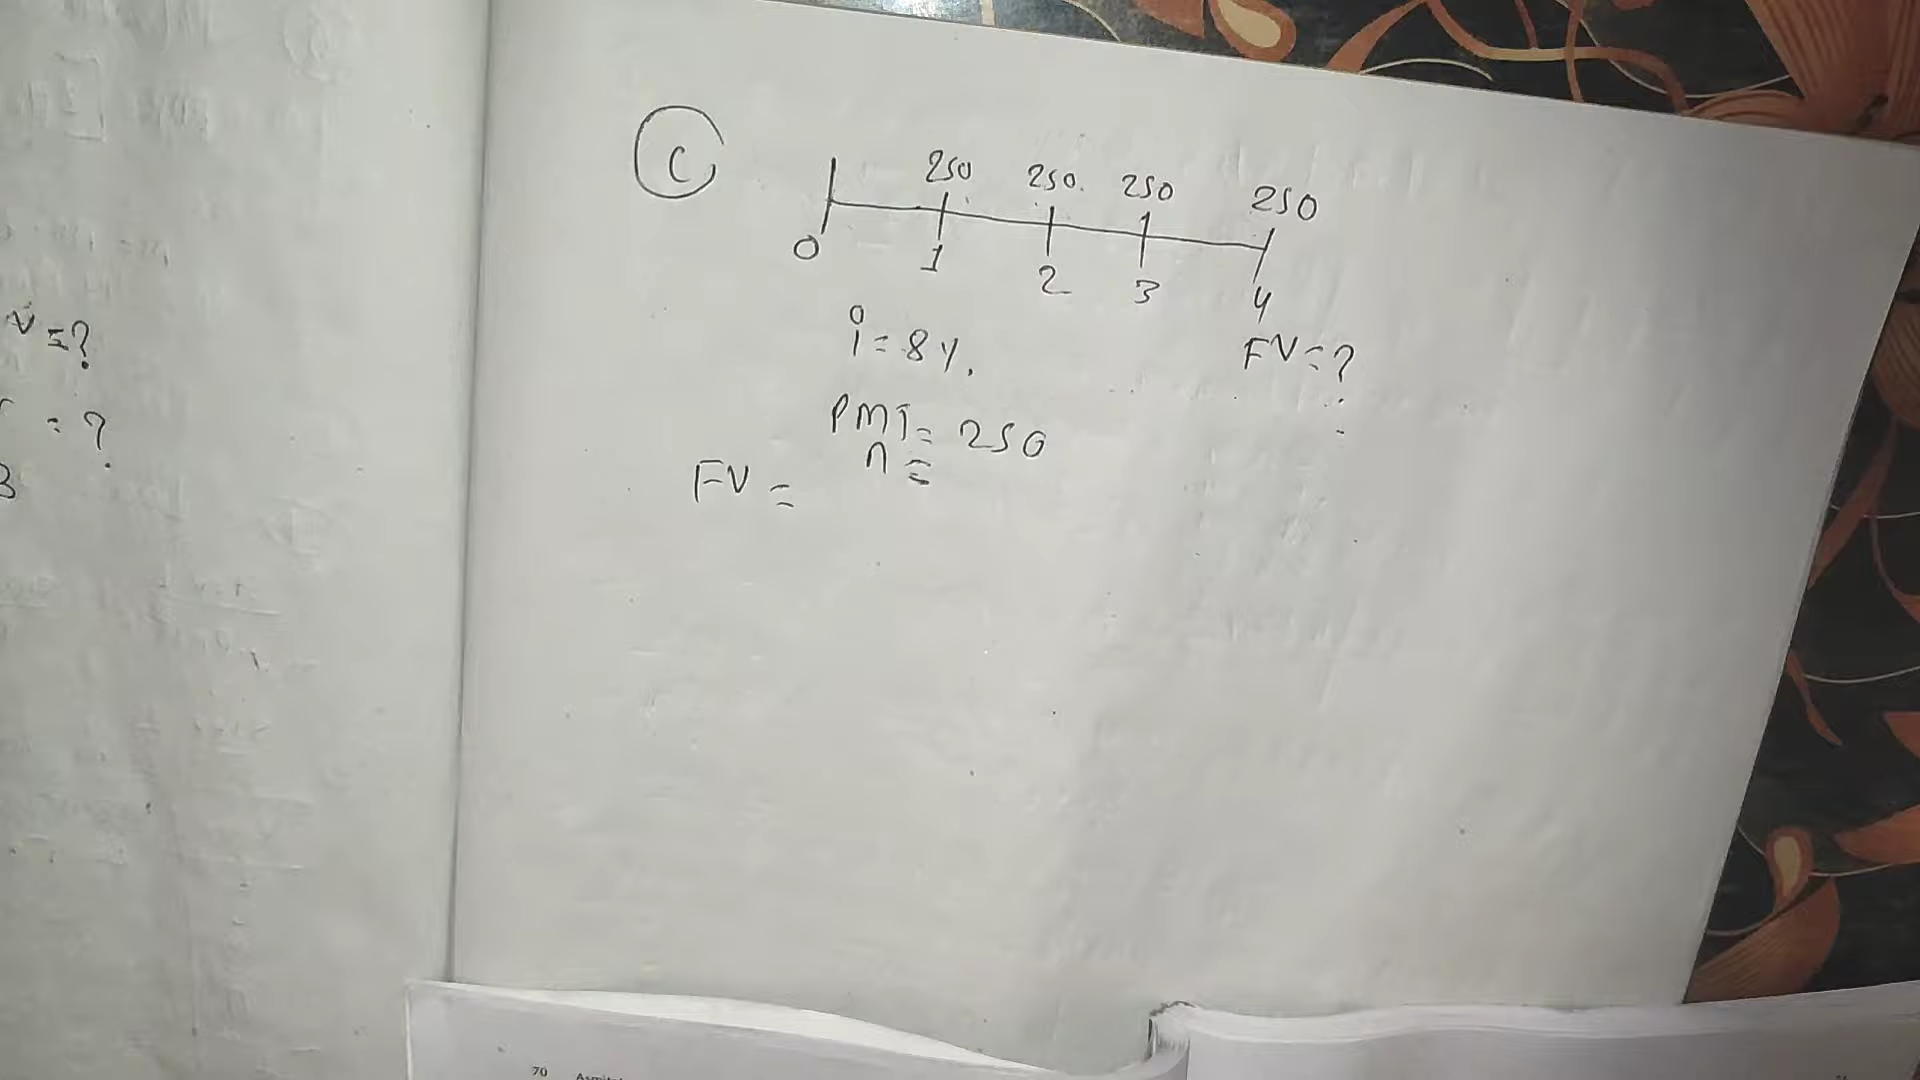 N=?
= ?
3
C
250 250. 250 250
0 1 2 3 4
i = 8%.
FV = ?
PMT = 250
n =
FV =
70